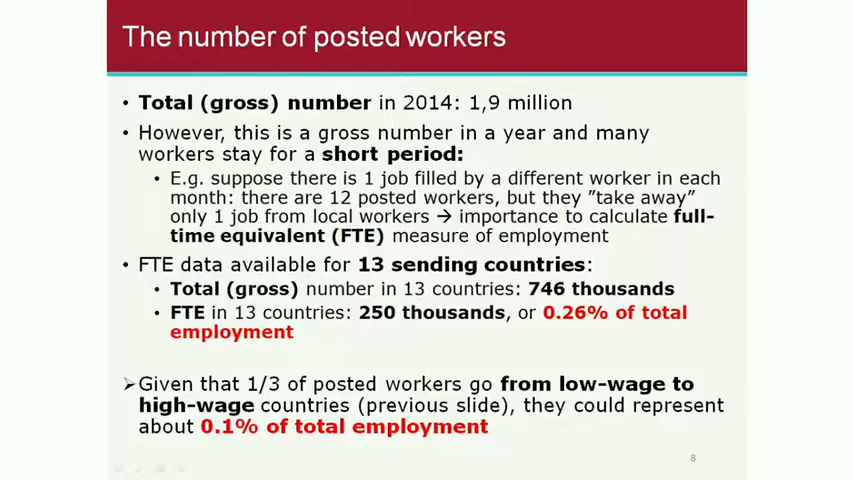 The number of posted workers
• Total (gross) number in 2014: 1,9 million
• However, this is a gross number in a year and many
workers stay for a short period:
• E.g. suppose there is 1 job filled by a different worker in each
month: there are 12 posted workers, but they ”take away”
only 1 job from local workers → importance to calculate full-
time equivalent (FTE) measure of employment
• FTE data available for 13 sending countries:
• Total (gross) number in 13 countries: 746 thousands
• FTE in 13 countries: 250 thousands, or 0.26% of total
employment
➢Given that 1/3 of posted workers go from low-wage to
high-wage countries (previous slide), they could represent
about 0.1% of total employment
8